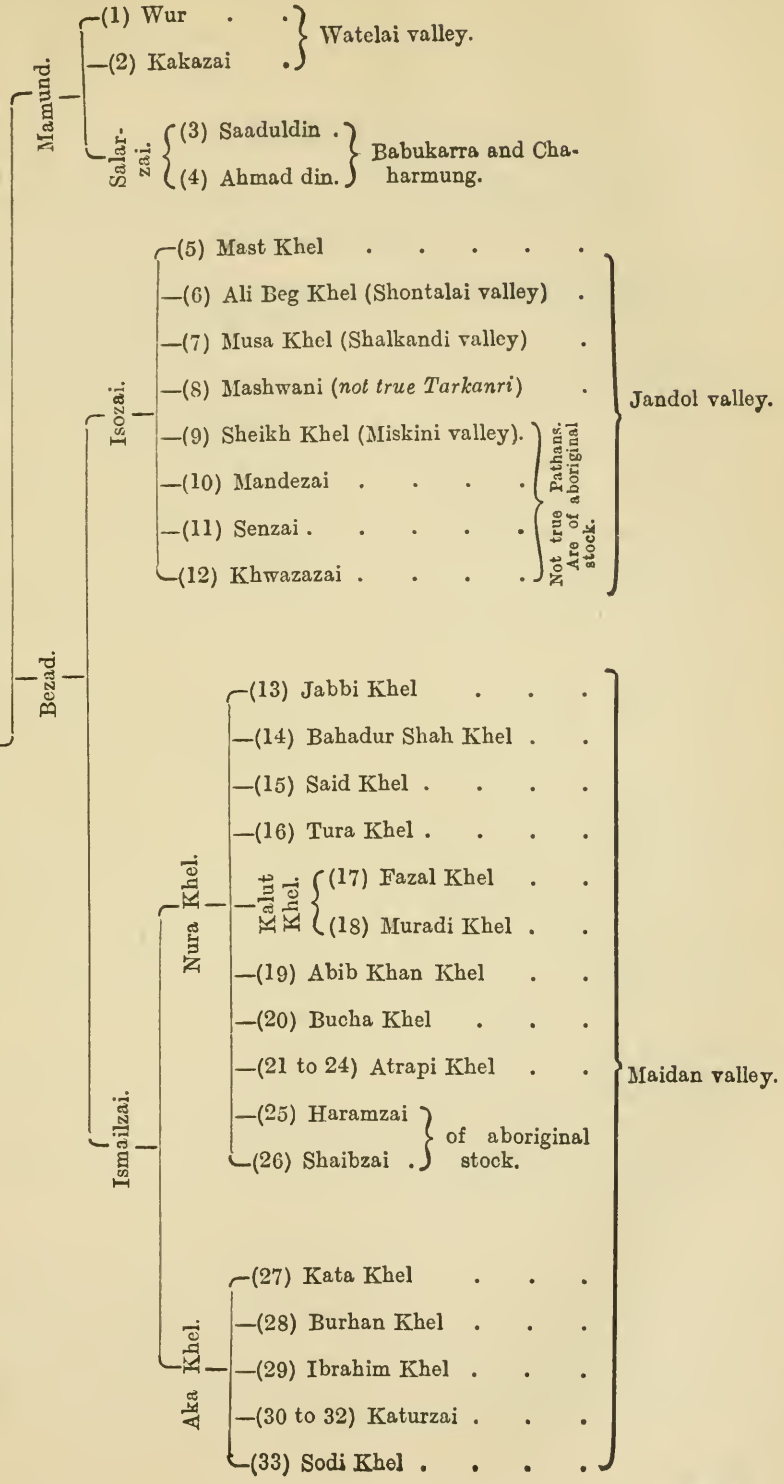 Mamund.
(1) Wur . .
Watelai valley.
(2) Kakazai .
Salar-
zai.
(3) Saaduldin .
(4) Ahmad din.
Babukarra and Cha-
harmung.
Bezad.
Isozai.
(5) Mast Khel . . . . .
(6) Ali Beg Khel (Shontalai valley) .
(7) Musa Khel (Shalkandi valley) .
(8) Mashwani (not true Tarkanri) .
(9) Sheikh Khel (Miskini valley).
(10) Mandezai . . . .
(11) Senzai . . . . .
(12) Khwazazai . . . .
Not true Pathans.
Are of aboriginal
stock.
Jandol valley.
Ismailzai.
Nura Khel.
(13) Jabbi Khel . . .
(14) Bahadur Shah Khel . .
(15) Said Khel . . . .
(16) Tura Khel . . . .
Kalut
Khel.
(17) Fazal Khel . .
(18) Muradi Khel . .
(19) Abib Khan Khel . .
(20) Bucha Khel . . .
(21 to 24) Atrapi Khel . .
(25) Haramzai
(26) Shaibzai .
of aboriginal
stock.
Aka Khel.
(27) Kata Khel . . .
(28) Burhan Khel . . .
(29) Ibrahim Khel . . .
(30 to 32) Katurzai . . .
(33) Sodi Khel . . . .
Maidan valley.